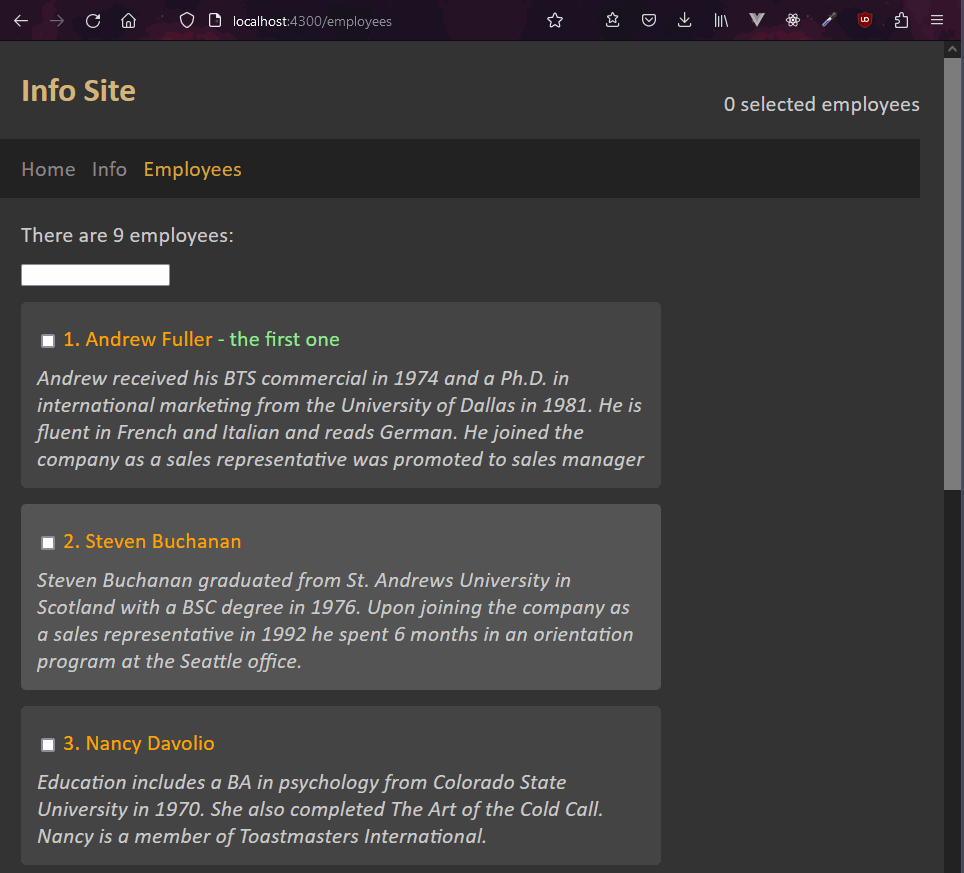 localhost:4300/employees
Info Site
0 selected employees
Home Info Employees
There are 9 employees:
1. Andrew Fuller - the first one
Andrew received his BTS commercial in 1974 and a Ph.D. in
international marketing from the University of Dallas in 1981. He is
fluent in French and Italian and reads German. He joined the
company as a sales representative was promoted to sales manager
2. Steven Buchanan
Steven Buchanan graduated from St. Andrews University in
Scotland with a BSC degree in 1976. Upon joining the company as
a sales representative in 1992 he spent 6 months in an orientation
program at the Seattle office.
3. Nancy Davolio
Education includes a BA in psychology from Colorado State
University in 1970. She also completed The Art of the Cold Call.
Nancy is a member of Toastmasters International.